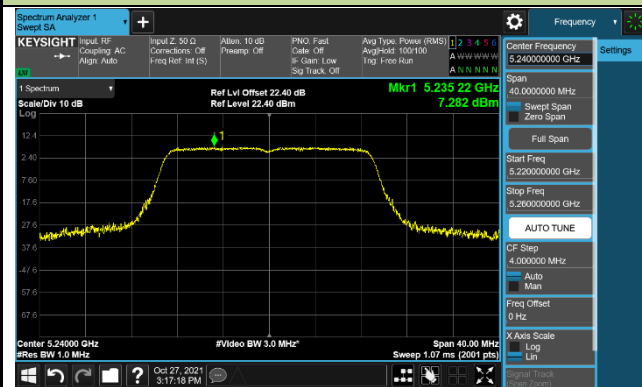 Spectrum Analyzer 1
Swept SA
Frequency
KEYSIGHT
Input: RF
Coupling: AC
Align: Auto
Input Z: 50 Ω
Corrections: Off
Freq Ref: Int (S)
Atten: 10 dB
Preamp: Off
PNO: Fast
Gate: Off
IF Gain: Low
Sig Track: Off
Avg Type: Power (RMS)
Avg|Hold: 100/100
Trig: Free Run
1 2 3 4 5 6
A W W W W W
A N N N N N
1 Spectrum
Scale/Div 10 dB
Log
Ref Lvl Offset 22.40 dB
Ref Level 22.40 dBm
Mkr1 5.235 22 GHz
7.282 dBm
1
12.4
2.40
-7.60
-17.6
-27.6
-37.6
-47.6
-57.6
-67.6
Center 5.24000 GHz
#Res BW 1.0 MHz
#Video BW 3.0 MHz*
Span 40.00 MHz
Sweep 1.07 ms (2001 pts)
Oct 27, 2021
3:17:18 PM
Center Frequency
5.240000000 GHz
Settings
Span
40.0000000 MHz
Swept Span
Zero Span
Full Span
Start Freq
5.220000000 GHz
Stop Freq
5.260000000 GHz
AUTO TUNE
CF Step
4.000000 MHz
Auto
Man
Freq Offset
0 Hz
X Axis Scale
Log
Lin
Signal Track
(Span Zoom)